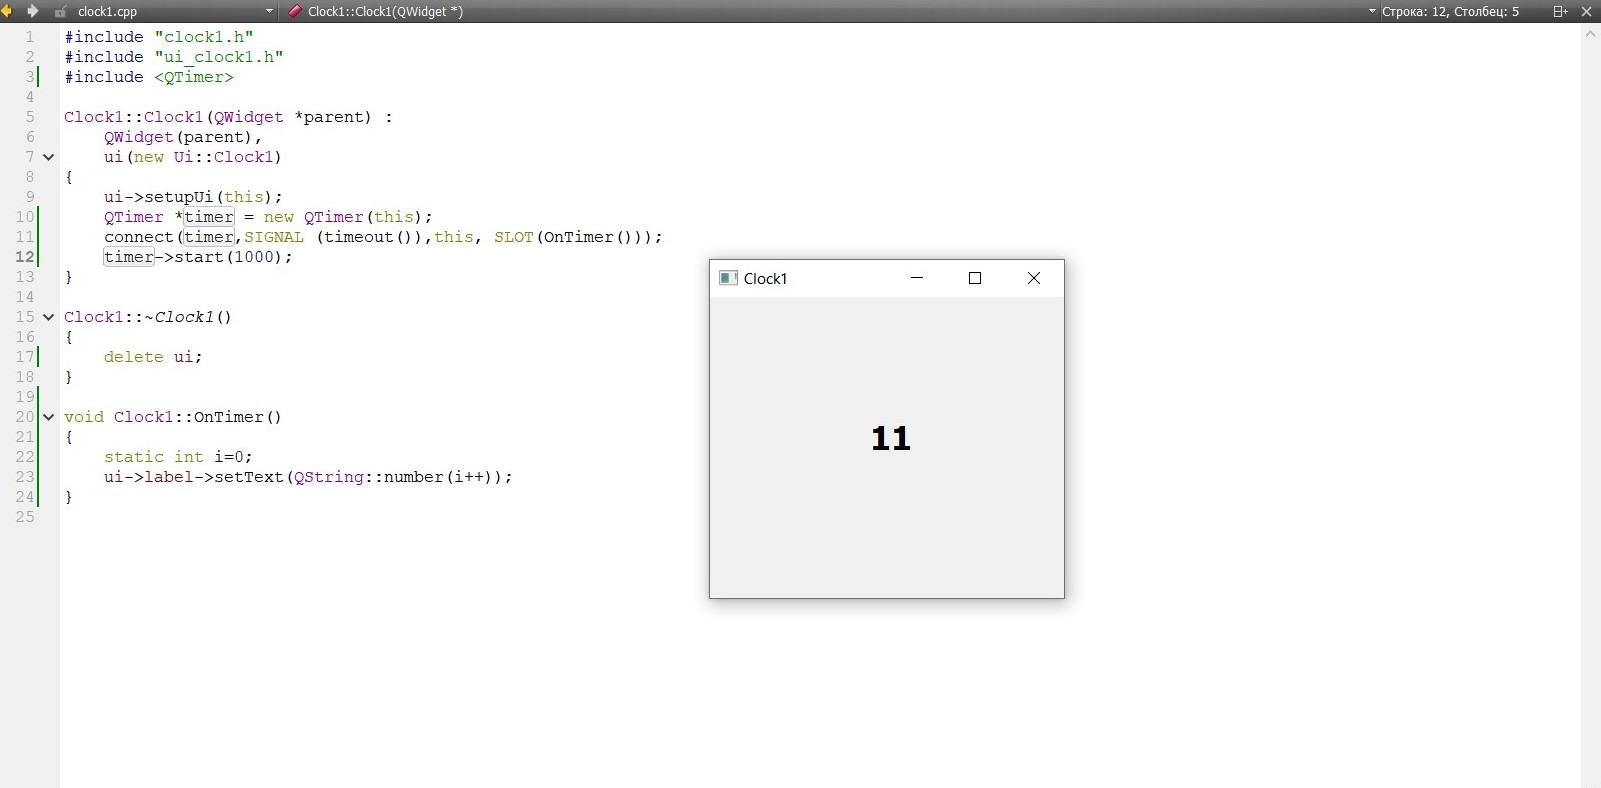 clock1.cpp Clock1::Clock1(QWidget *) Строка: 12, Столбец: 5
1 #include "clock1.h"
2 #include "ui_clock1.h"
3 #include <QTimer>
4
5 Clock1::Clock1(QWidget *parent) :
6     QWidget(parent),
7     ui(new Ui::Clock1)
8 {
9     ui->setupUi(this);
10     QTimer *timer = new QTimer(this);
11     connect(timer,SIGNAL (timeout()),this, SLOT(OnTimer()));
12     timer->start(1000);
13 }
14
15 Clock1::~Clock1()
16 {
17     delete ui;
18 }
19
20 void Clock1::OnTimer()
21 {
22     static int i=0;
23     ui->label->setText(QString::number(i++));
24 }
25
Clock1
11